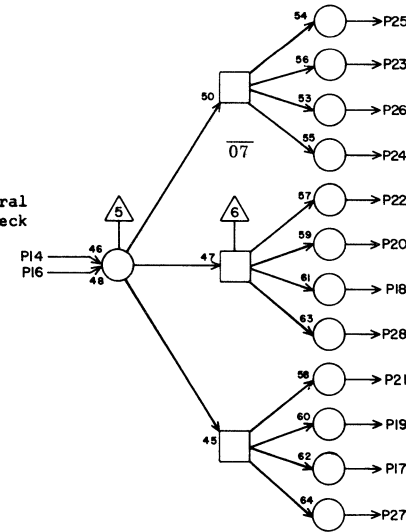 54 P25
56 P23
50 53 P26
07 55 P24
ral
eck
5 6 57 P22
P14 46 47 59 P20
P16 48 61 P18
63 P28
58 P21
60 P19
45 62 P17
64 P27